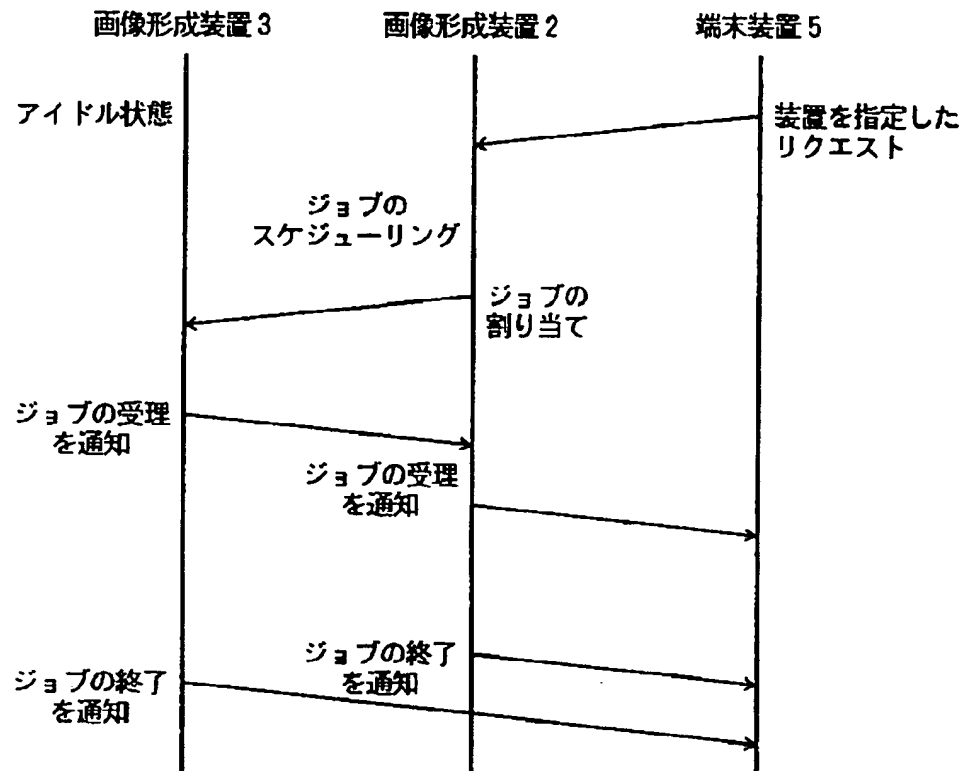 画像形成装置3
画像形成装置2
端末装置5
アイドル状態
装置を指定した
リクエスト
ジョブの
スケジューリング
ジョブの
割り当て
ジョブの受理
を通知
ジョブの受理
を通知
ジョブの終了
を通知
ジョブの終了
を通知